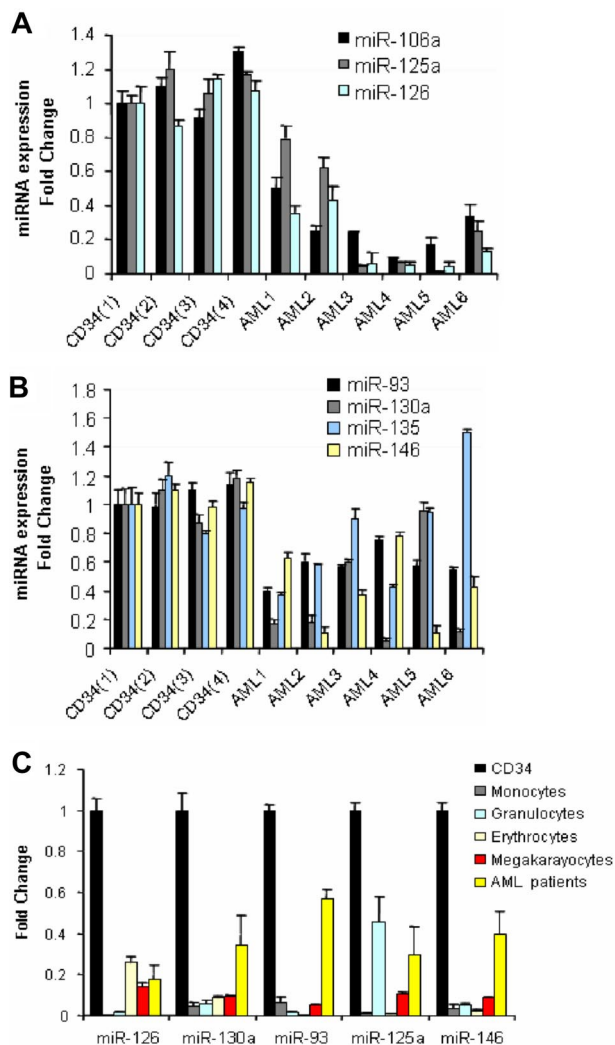 A
miRNA expression
Fold Change
1.4
1.2
1
0.8
0.6
0.4
0.2
0
miR-106a
miR-125a
miR-126
CD34(1)
CD34(2)
CD34(3)
CD34(4)
AML1
AML2
AML3
AML4
AML5
AML6
B
miRNA expression
Fold Change
1.8
1.6
1.4
1.2
1
0.8
0.6
0.4
0.2
0
miR-93
miR-130a
miR-135
miR-146
CD34(1)
CD34(2)
CD34(3)
CD34(4)
AML1
AML2
AML3
AML4
AML5
AML6
C
Fold Change
1.2
1
0.8
0.6
0.4
0.2
0
CD34
Monocytes
Granulocytes
Erythrocytes
Megakarayocytes
AML patients
miR-126
miR-130a
miR-93
miR-125a
miR-146